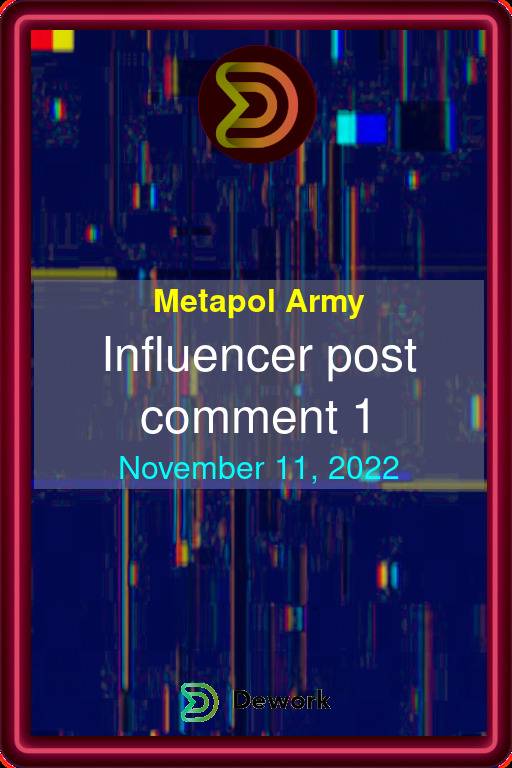 Metapol Army
Influencer post
comment 1
November 11, 2022
Dework